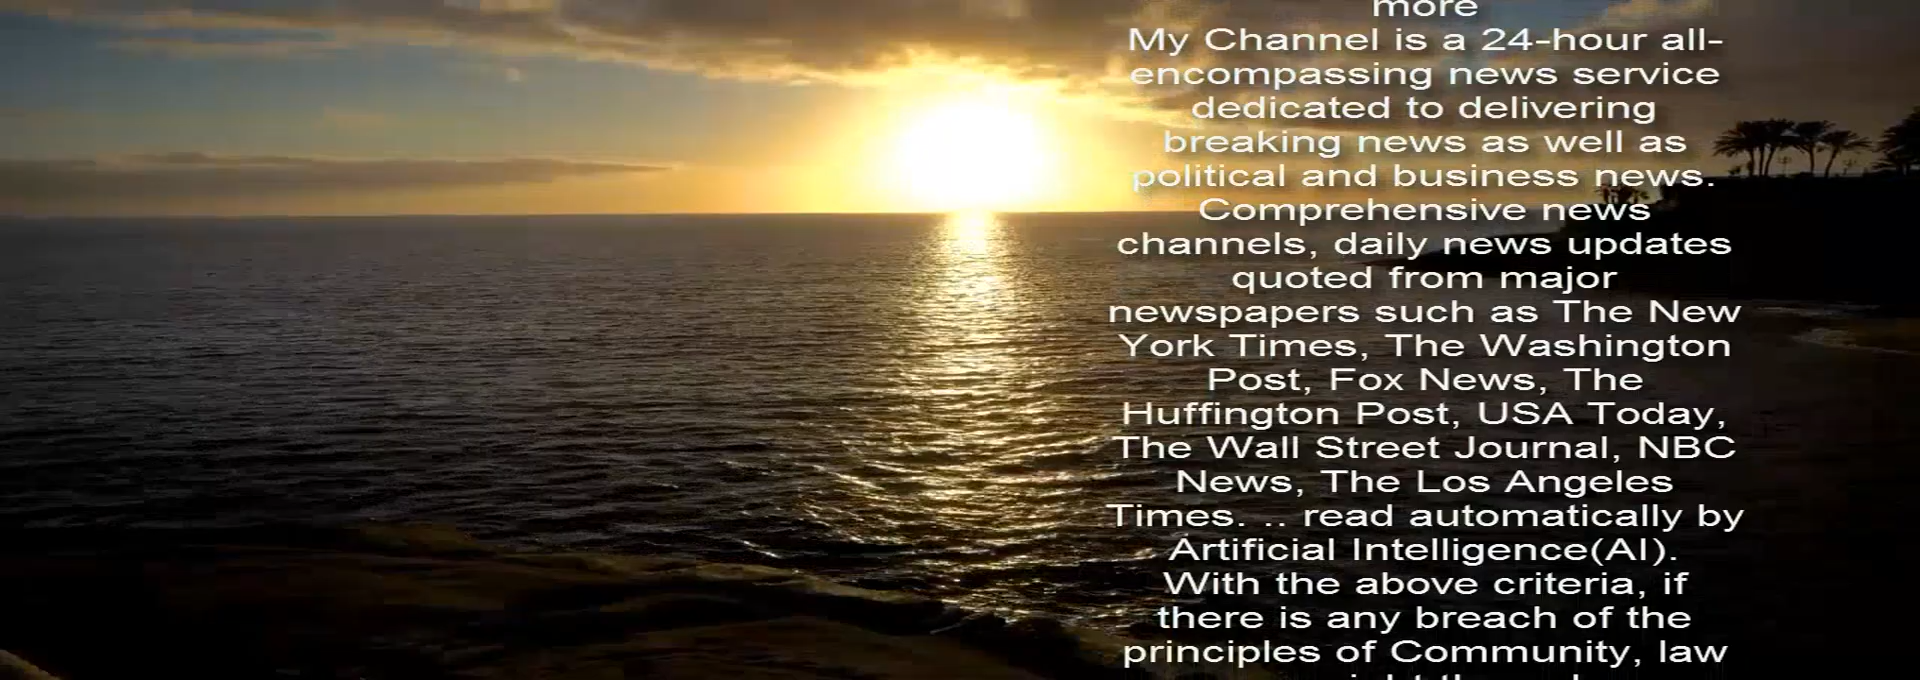 more
My Channel is a 24-hour all-
encompassing news service
dedicated to delivering
breaking news as well as
political and business news.
Comprehensive news
channels, daily news updates
quoted from major
newspapers such as The New
York Times, The Washington
Post, Fox News, The
Huffington Post, USA Today,
The Wall Street Journal, NBC
News, The Los Angeles
Times. .. read automatically by
Artificial Intelligence(AI).
With the above criteria, if
there is any breach of the
principles of Community, law